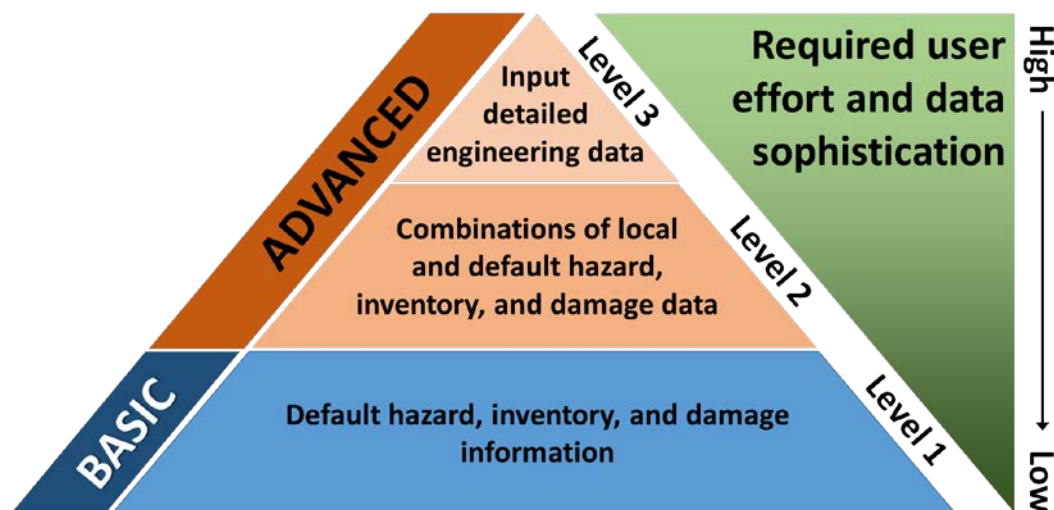 ADVANCED
BASIC
Input
detailed
engineering data
Level 3
Combinations of local
and default hazard,
inventory, and damage data
Level 2
Default hazard, inventory, and damage
information
Level 1
Required user
effort and data
sophistication
High
Low